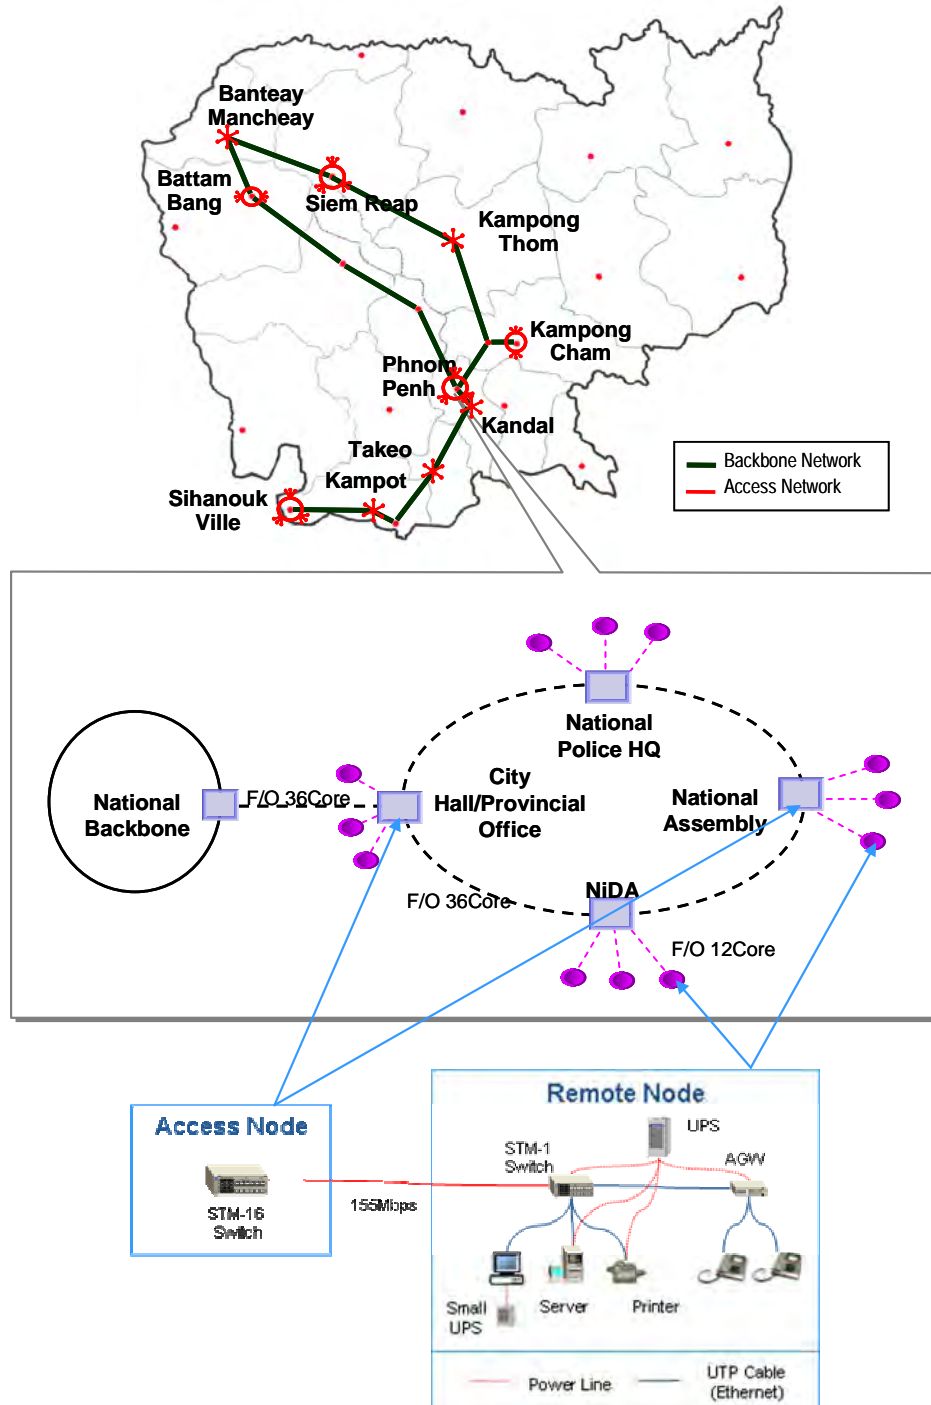 Banteay
Mancheay
Battam
Bang
Siem Reap
Kampong
Thom
Kampong
Cham
Phnom
Penh
Kandal
Takeo
Kampot
Sihanouk
Ville
Backbone Network
Access Network
National
Police HQ
National
Backbone
F/O 36Core
City
Hall/Provincial
Office
National
Assembly
F/O 36Core
NiDA
F/O 12Core
Access Node
STM-16
Switch
155Mbps
Remote Node
UPS
STM-1
Switch
AGW
Small
UPS
Server
Printer
Power Line
UTP Cable
(Ethernet)